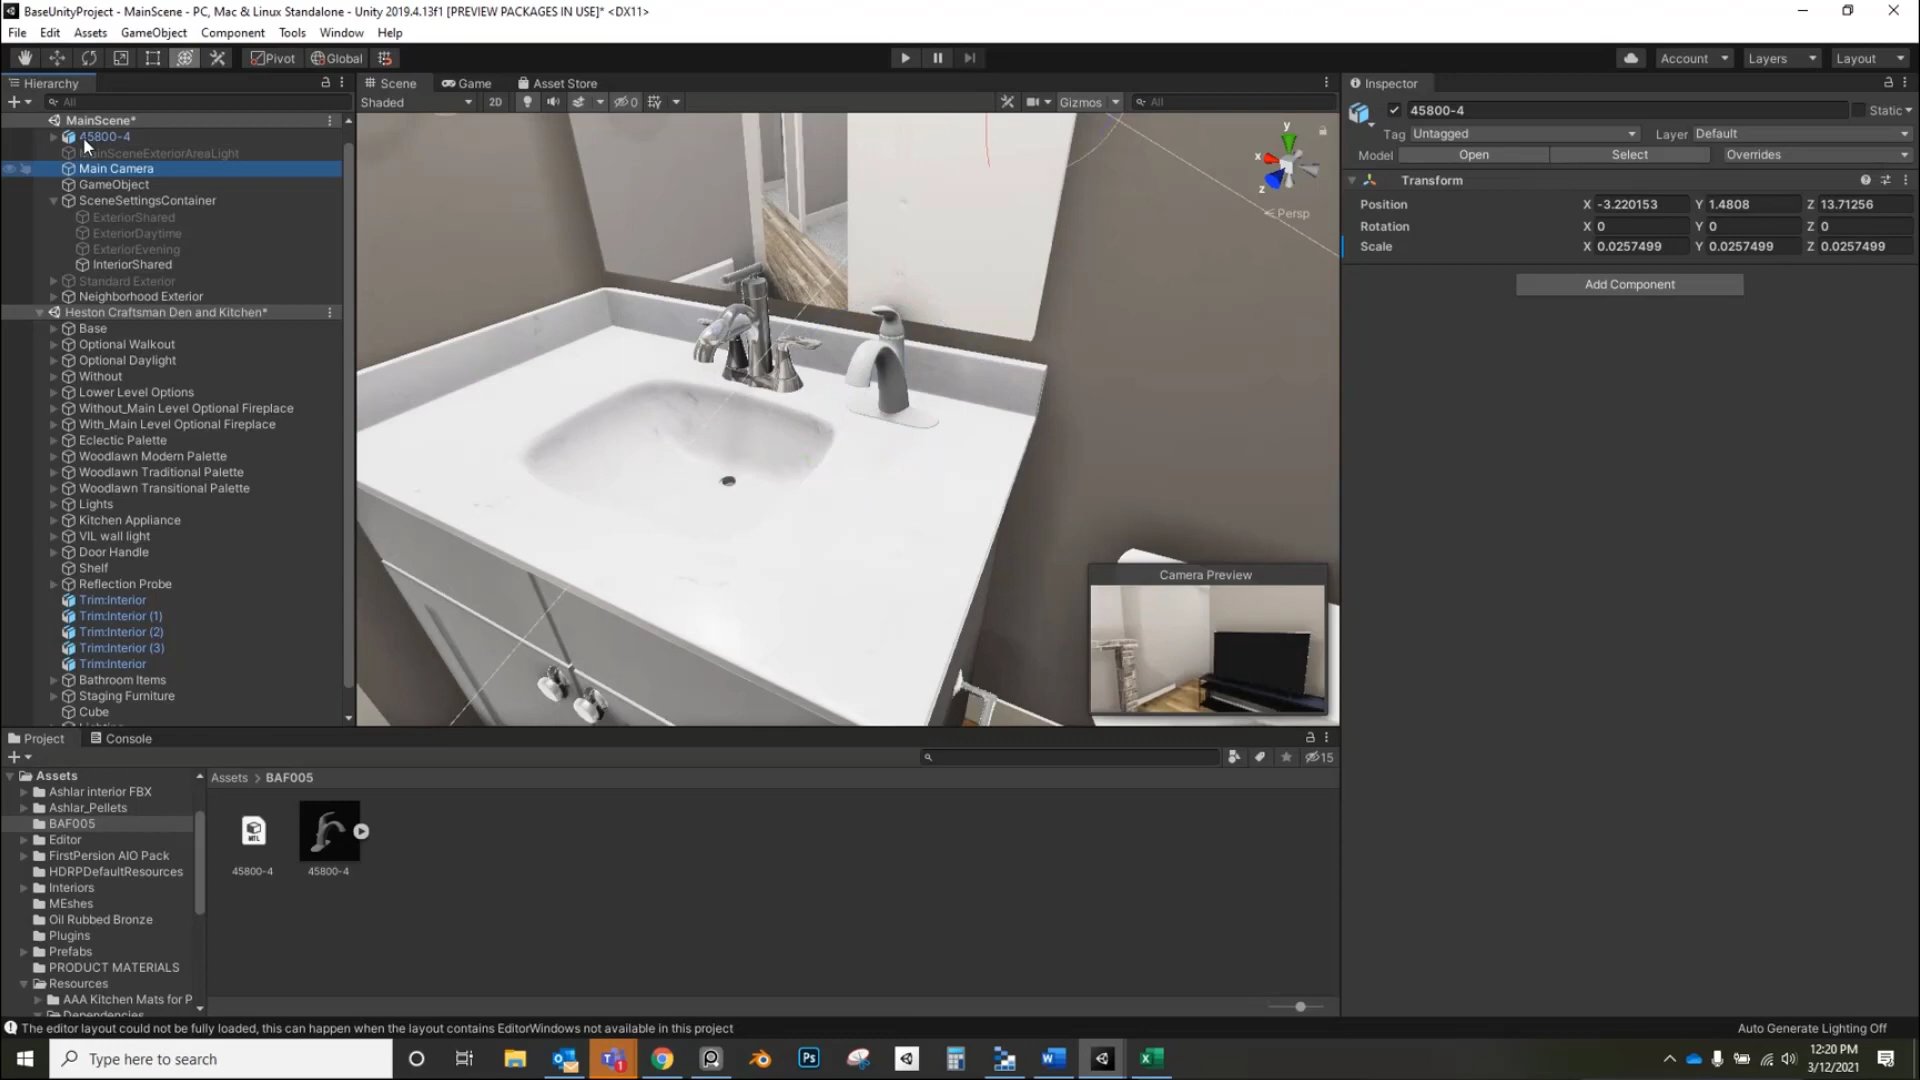 BaseUnityProject - MainScene - PC, Mac & Linux Standalone - Unity 2019.4.13f1 [PREVIEW PACKAGES IN USE]* <DX11>
File Edit Assets GameObject Component Tools Window Help
Pivot Global Account Layers Layout
Hierarchy
All
MainScene*
45800-4
MainSceneExteriorAreaLight
Main Camera
GameObject
SceneSettingsContainer
ExteriorShared
ExteriorDaytime
ExteriorEvening
InteriorShared
Standard Exterior
Neighborhood Exterior
Heston Craftsman Den and Kitchen*
Base
Optional Walkout
Optional Daylight
Without
Lower Level Options
Without_Main Level Optional Fireplace
With_Main Level Optional Fireplace
Eclectic Palette
Woodlawn Modern Palette
Woodlawn Traditional Palette
Woodlawn Transitional Palette
Lights
Kitchen Appliance
VIL wall light
Door Handle
Shelf
Reflection Probe
Trim:Interior
Trim:Interior (1)
Trim:Interior (2)
Trim:Interior (3)
Trim:Interior
Bathroom Items
Staging Furniture
Cube
Scene Game Asset Store
Shaded 2D 0 Gizmos All
y
x
z
Persp
Camera Preview
Inspector
45800-4 Static
Tag Untagged Layer Default
Model Open Select Overrides
Transform
Position X -3.220153 Y 1.4808 Z 13.71256
Rotation X 0 Y 0 Z 0
Scale X 0.0257499 Y 0.0257499 Z 0.0257499
Add Component
Project Console
15
Assets
Ashlar interior FBX
Ashlar_Pellets
BAF005
Editor
FirstPersion AIO Pack
HDRPDefaultResources
Interiors
MEshes
Oil Rubbed Bronze
Plugins
Prefabs
PRODUCT MATERIALS
Resources
AAA Kitchen Mats for P
Assets > BAF005
MTL
45800-4 45800-4
The editor layout could not be fully loaded, this can happen when the layout contains EditorWindows not available in this project
Auto Generate Lighting Off
Type here to search
Ps
12:20 PM
3/12/2021